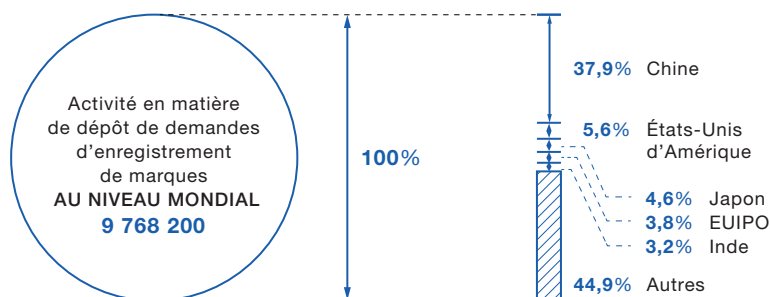 Activité en matière
de dépôt de demandes
d'enregistrement
de marques
AU NIVEAU MONDIAL
9 768 200
100%
37,9% Chine
5,6% États-Unis
d'Amérique
4,6% Japon
3,8% EUIPO
3,2% Inde
44,9% Autres